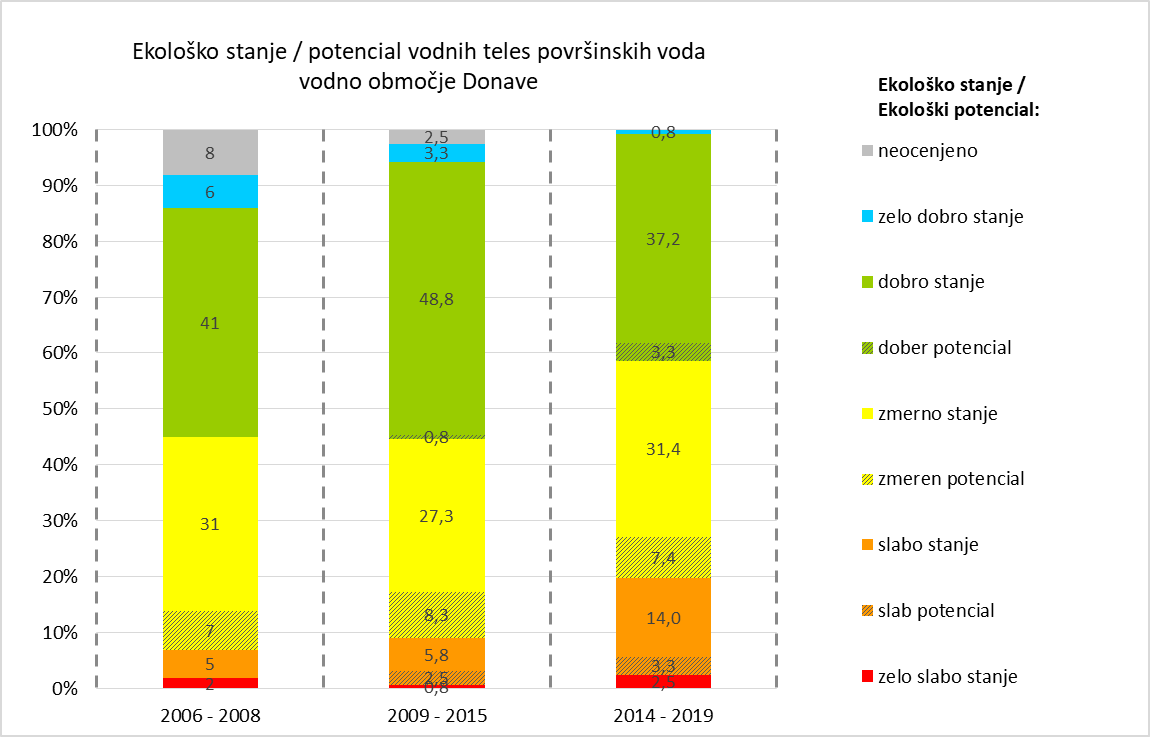 Ekološko stanje / potencial vodnih teles površinskih voda
vodno območje Donave
Ekološko stanje /
Ekološki potencial:
neocenjeno
zelo dobro stanje
dobro stanje
dober potencial
zmerno stanje
zmeren potencial
slabo stanje
slab potencial
zelo slabo stanje
100%
90%
80%
70%
60%
50%
40%
30%
20%
10%
0%
8
6
41
31
7
5
2
2,5
3,3
48,8
0,8
27,3
8,3
5,8
2,5
0,8
0,8
37,2
3,3
31,4
7,4
14,0
3,3
2,5
2006 - 2008
2009 - 2015
2014 - 2019